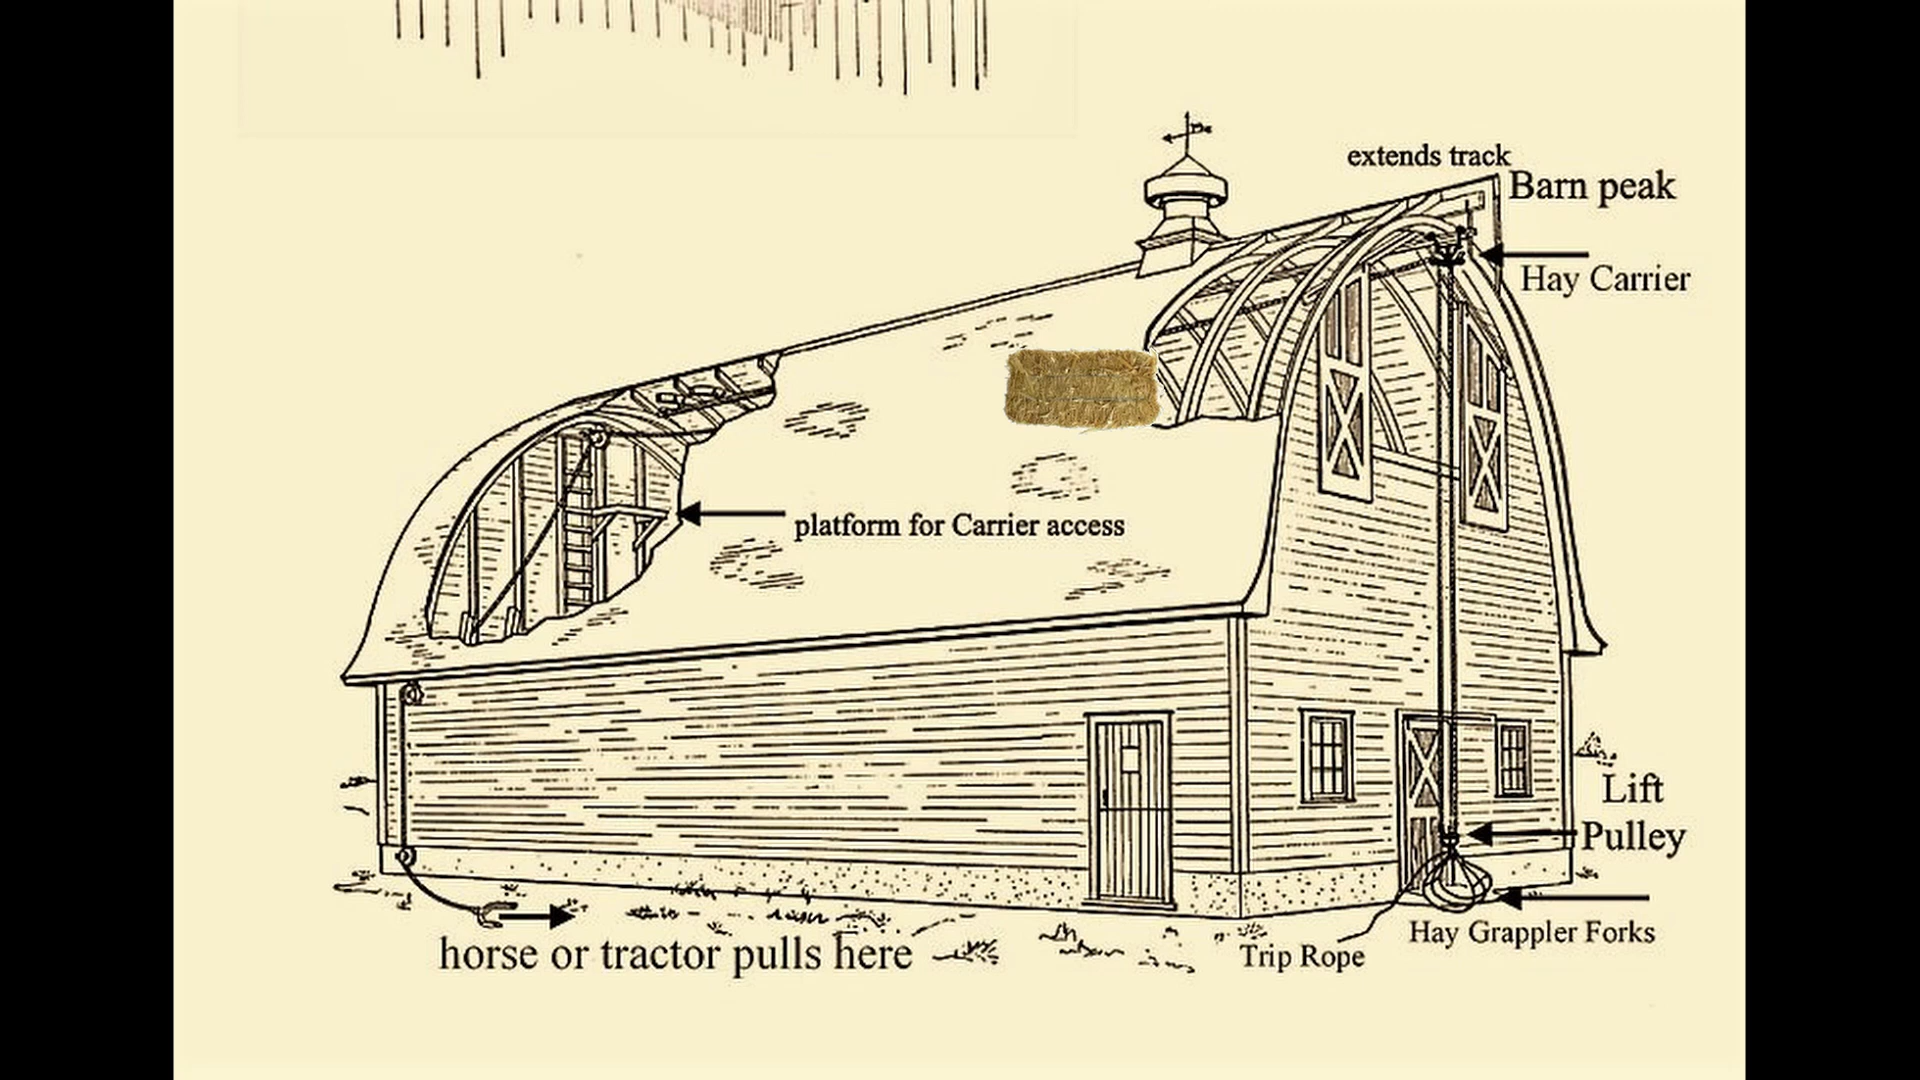 extends track
Barn peak
Hay Carrier
platform for Carrier access
Lift
Pulley
Hay Grappler Forks
Trip Rope
horse or tractor pulls here